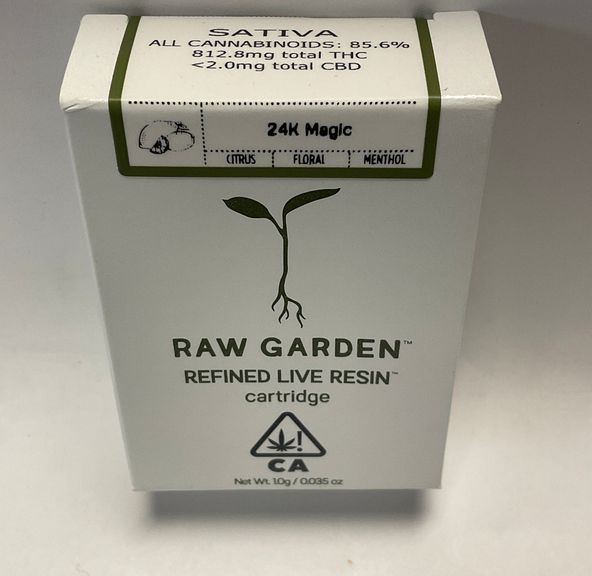 SATIVA
ALL CANNABINOIDS: 85.6%
812.8mg total THC
<2.0mg total CBD
24K Magic
CITRUS FLORAL MENTHOL
RAW GARDEN™
REFINED LIVE RESIN™
cartridge
!
CA
Net Wt. 1.0g / 0.035 oz